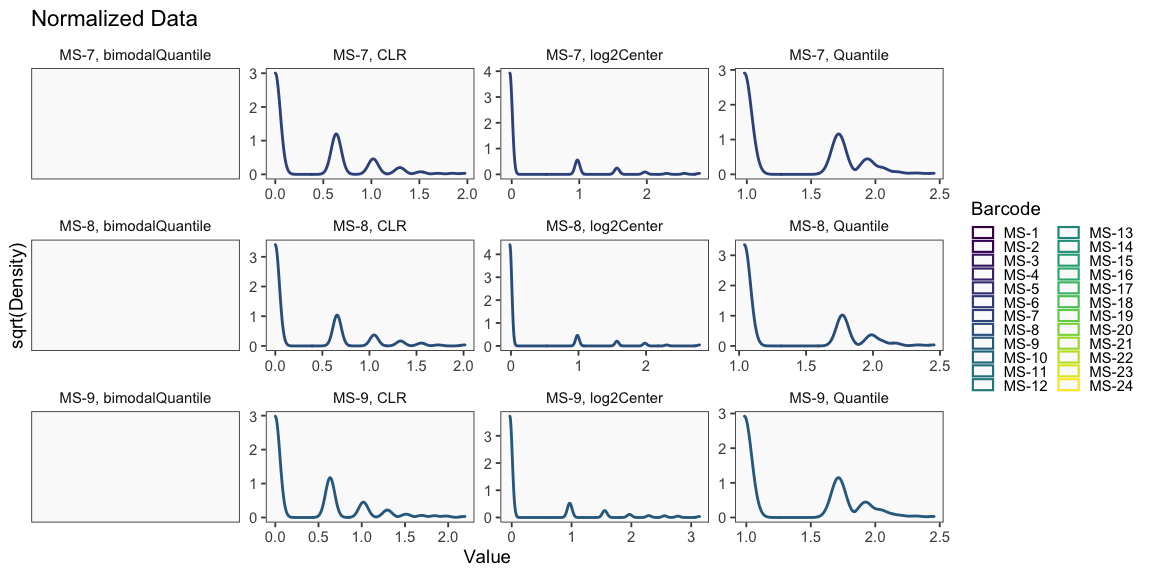 Normalized Data
MS-7, bimodalQuantile
MS-7, CLR
MS-7, log2Center
MS-7, Quantile
3
2
1
0
0.0 0.5 1.0 1.5 2.0
4
3
2
1
0
0 1 2
3
2
1
0
1.0 1.5 2.0 2.5
MS-8, bimodalQuantile
MS-8, CLR
MS-8, log2Center
MS-8, Quantile
3
2
1
0
0.0 0.5 1.0 1.5 2.0
4
3
2
1
0
0 1 2
3
2
1
0
1.0 1.5 2.0 2.5
MS-9, bimodalQuantile
MS-9, CLR
MS-9, log2Center
MS-9, Quantile
3
2
1
0
0.0 0.5 1.0 1.5 2.0
3
2
1
0
0 1 2 3
3
2
1
0
1.0 1.5 2.0 2.5
sqrt(Density)
Value
Barcode
MS-1
MS-2
MS-3
MS-4
MS-5
MS-6
MS-7
MS-8
MS-9
MS-10
MS-11
MS-12
MS-13
MS-14
MS-15
MS-16
MS-17
MS-18
MS-19
MS-20
MS-21
MS-22
MS-23
MS-24